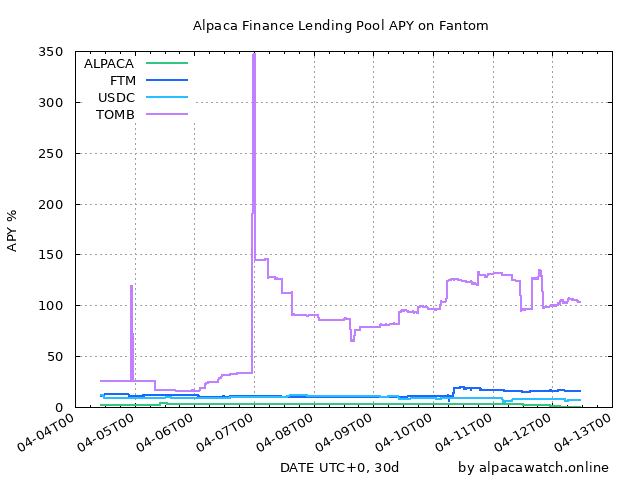 Alpaca Finance Lending Pool APY on Fantom
350
300
250
200
150
100
50
0
APY %
ALPACA
FTM
USDC
TOMB
04-04T00
04-05T00
04-06T00
04-07T00
04-08T00
04-09T00
04-10T00
04-11T00
04-12T00
04-13T00
DATE UTC+0, 30d
by alpacawatch.online